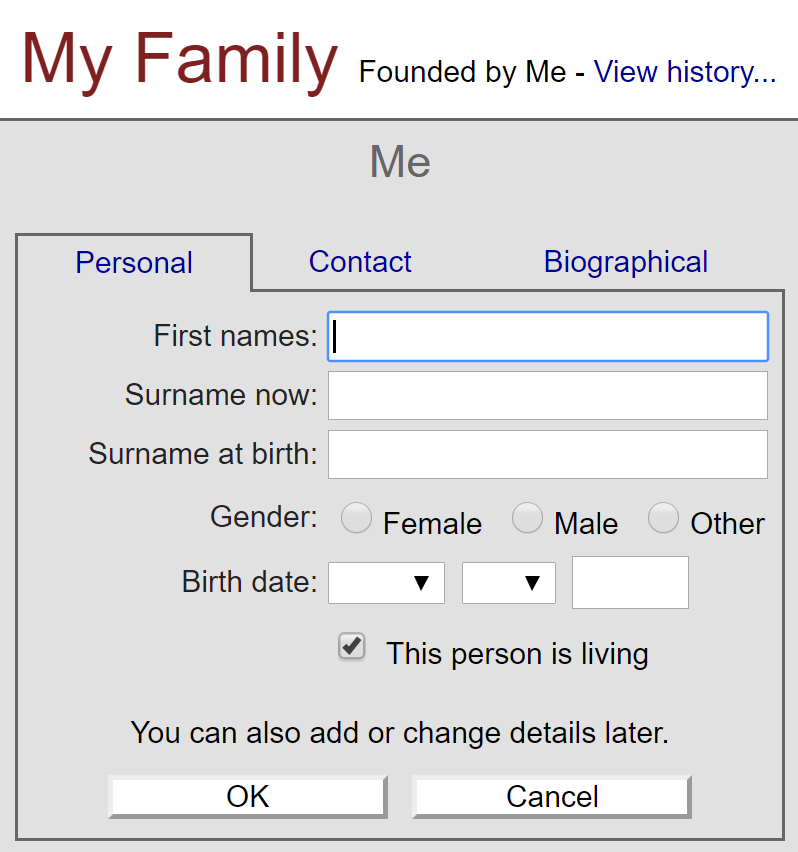 My Family Founded by Me - View history...
Me
Personal Contact Biographical
First names:
Surname now:
Surname at birth:
Gender: Female Male Other
Birth date:
This person is living
You can also add or change details later.
OK Cancel